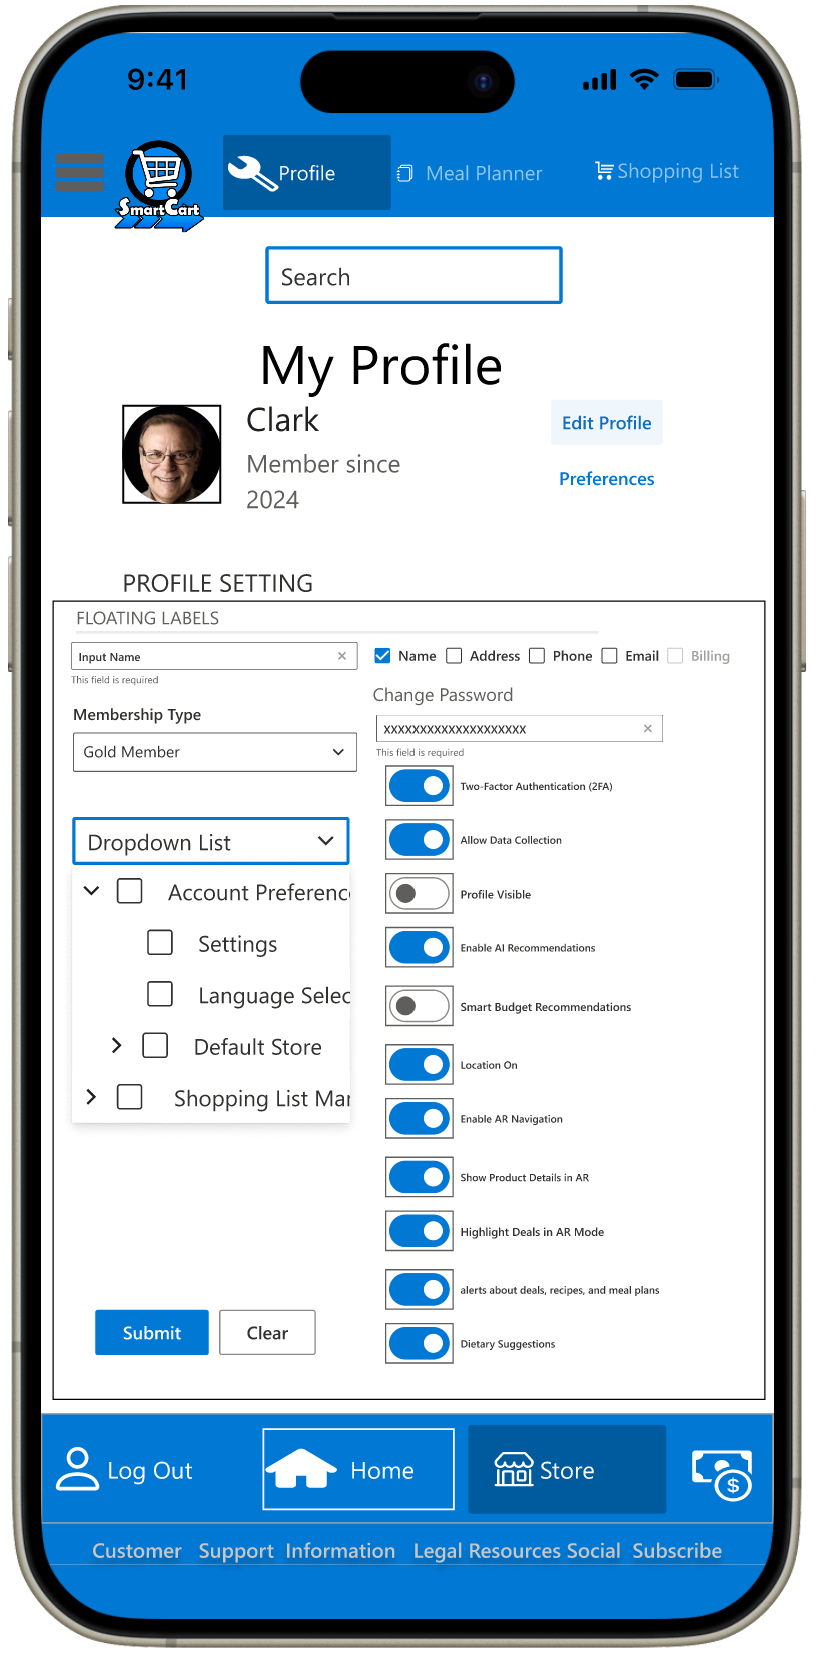 9:41
SmartCart
Profile
Meal Planner
Shopping List
Search
My Profile
Clark
Member since
2024
Edit Profile
Preferences
PROFILE SETTING
FLOATING LABELS
Input Name
This field is required
Name Address Phone Email Billing
Change Password
xxxxxxxxxxxxxxxxxxxx
This field is required
Membership Type
Gold Member
Dropdown List
Account Preferenc
Settings
Language Selec
Default Store
Shopping List Mar
Two-Factor Authentication (2FA)
Allow Data Collection
Profile Visible
Enable AI Recommendations
Smart Budget Recommendations
Location On
Enable AR Navigation
Show Product Details in AR
Highlight Deals in AR Mode
alerts about deals, recipes, and meal plans
Dietary Suggestions
Submit
Clear
Log Out
Home
Store
$
Customer Support Information Legal Resources Social Subscribe